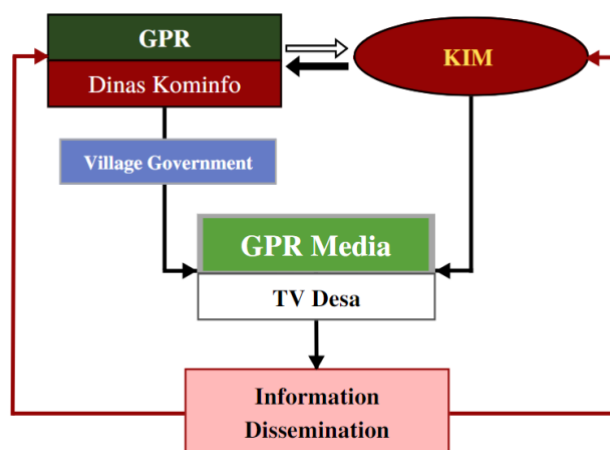 GPR
Dinas Kominfo
KIM
Village Government
GPR Media
TV Desa
Information
Dissemination